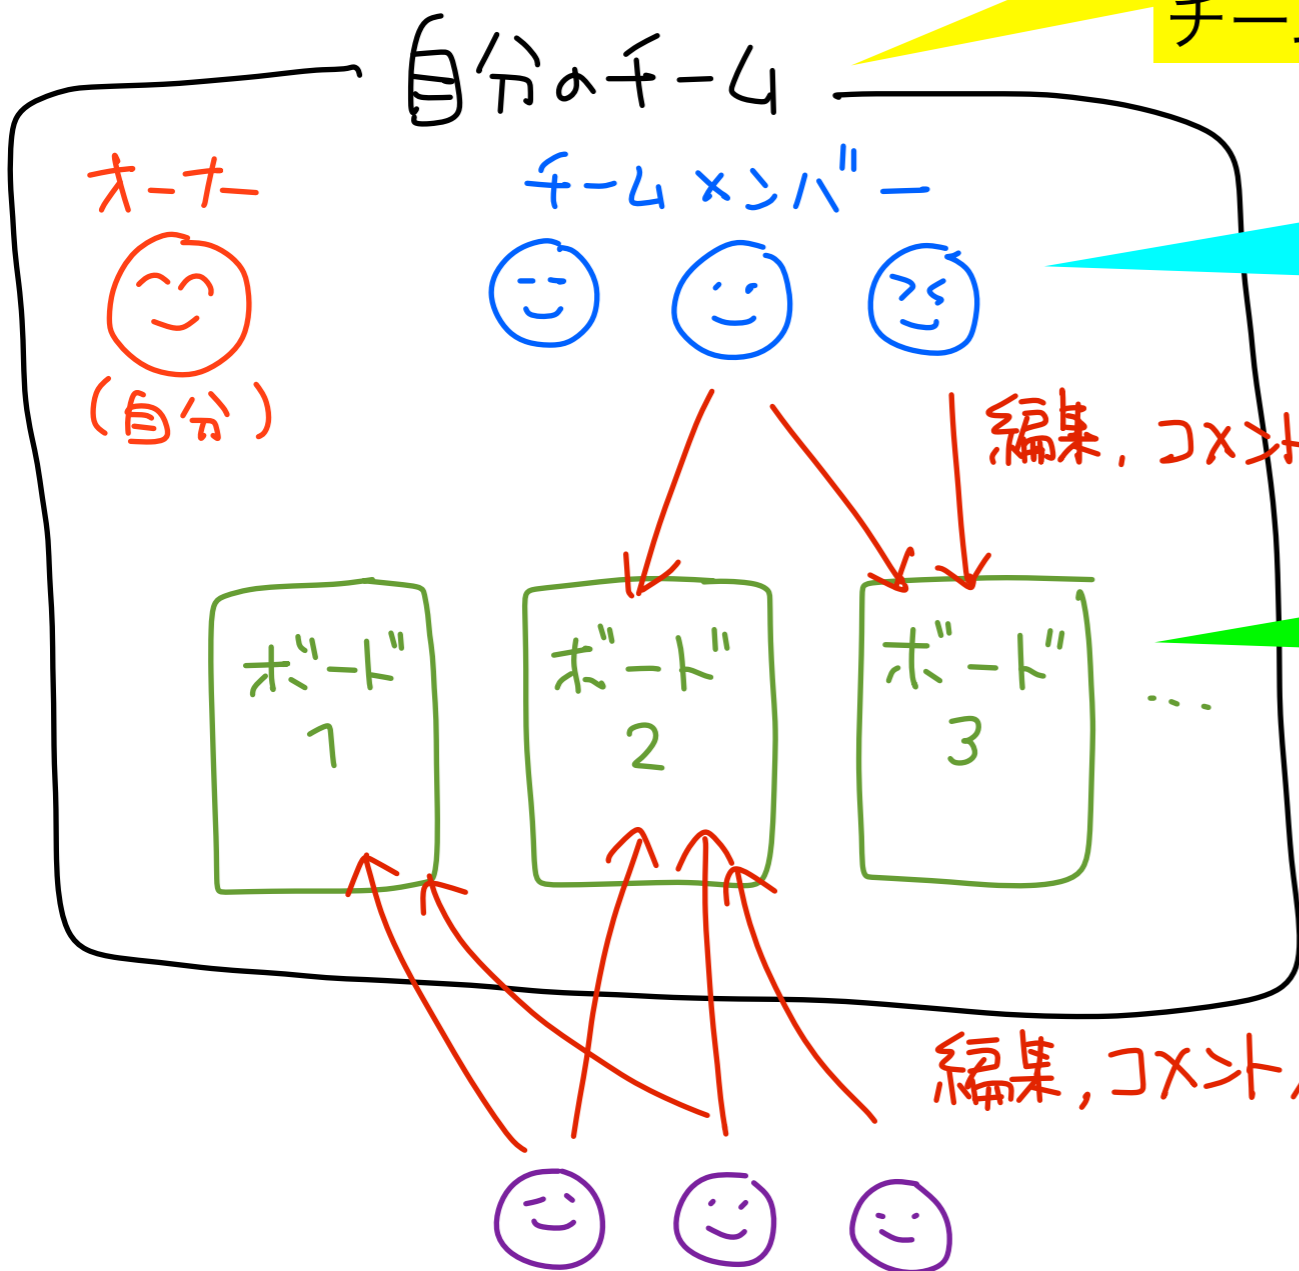 チー
自分のチーム
オーナー
チームメンバー
(自分)
編集, コメント
ボード
1
ボード
2
ボード
3
...
編集, コメント,